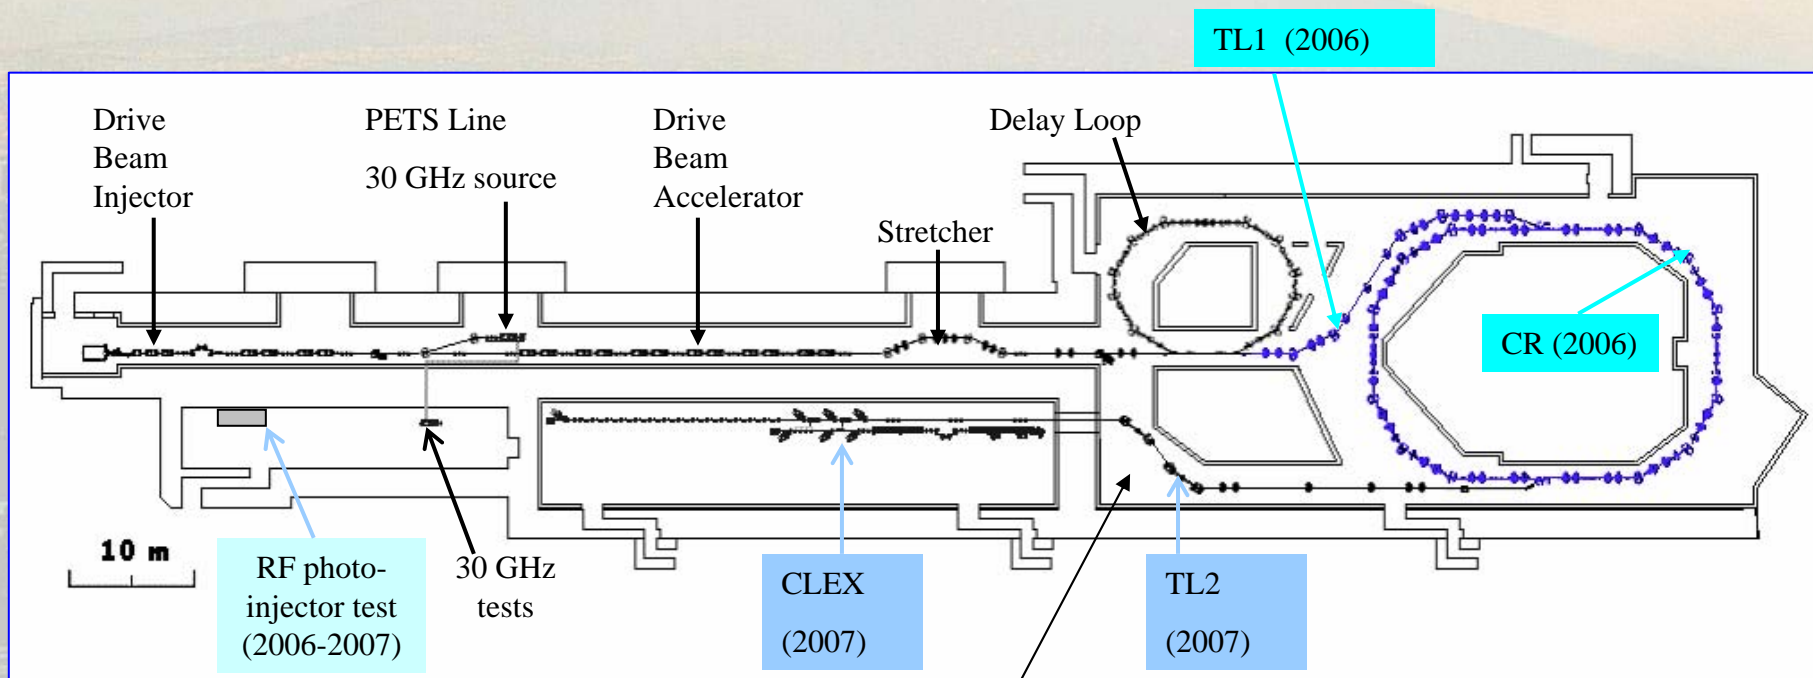 TL1 (2006)
Drive
Beam
Injector
PETS Line
30 GHz source
Drive
Beam
Accelerator
Stretcher
Delay Loop
CR (2006)
10 m
RF photo-
injector test
(2006-2007)
30 GHz
tests
CLEX
(2007)
TL2
(2007)